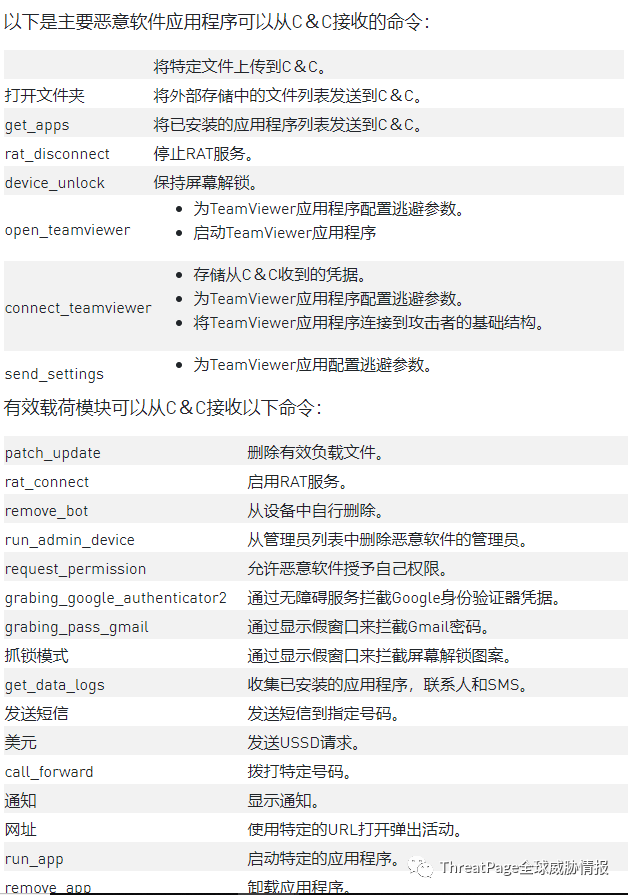 以下是主要恶意软件应用程序可以从C＆C接收的命令：
将特定文件上传到C＆C。
打开文件夹 将外部存储中的文件列表发送到C＆C。
get_apps 将已安装的应用程序列表发送到C＆C。
rat_disconnect 停止RAT服务。
device_unlock 保持屏幕解锁。
open_teamviewer
• 为TeamViewer应用程序配置逃避参数。
• 启动TeamViewer应用程序
connect_teamviewer
• 存储从C＆C收到的凭据。
• 为TeamViewer应用程序配置逃避参数。
• 将TeamViewer应用程序连接到攻击者的基础结构。
send_settings
• 为TeamViewer应用配置逃避参数。
有效载荷模块可以从C＆C接收以下命令：
patch_update 删除有效负载文件。
rat_connect 启用RAT服务。
remove_bot 从设备中自行删除。
run_admin_device 从管理员列表中删除恶意软件的管理员。
request_permission 允许恶意软件授予自己权限。
grabing_google_authenticator2 通过无障碍服务拦截Google身份验证器凭据。
grabing_pass_gmail 通过显示假窗口来拦截Gmail密码。
抓锁模式 通过显示假窗口来拦截屏幕解锁图案。
get_data_logs 收集已安装的应用程序，联系人和SMS。
发送短信 发送短信到指定号码。
美元 发送USSD请求。
call_forward 拨打特定号码。
通知 显示通知。
网址 使用特定的URL打开弹出活动。
run_app 启动特定的应用程序。
ThreatPage全球威胁情报
remove_app 卸载应用程序。